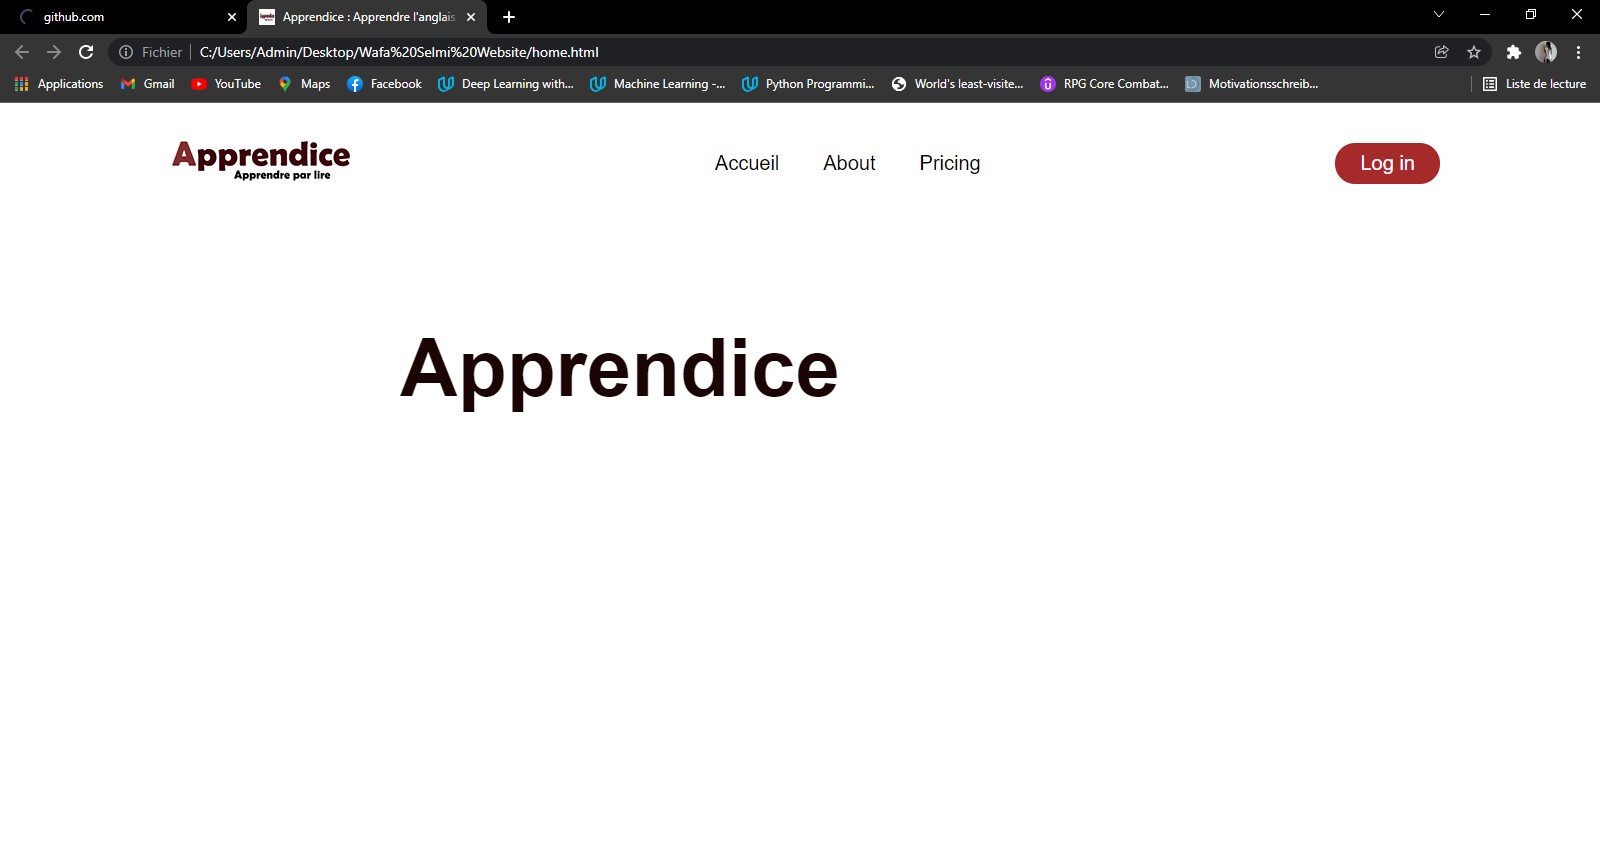 github.com
Apprendice : Apprendre l'anglais
Fichier C:/Users/Admin/Desktop/Wafa%20Selmi%20Website/home.html
Applications Gmail YouTube Maps Facebook Deep Learning with... Machine Learning -... Python Programmi... World's least-visite... RPG Core Combat... Motivationsschreib... Liste de lecture
Apprendice
Apprendre par lire
Accueil About Pricing
Log in
Apprendice